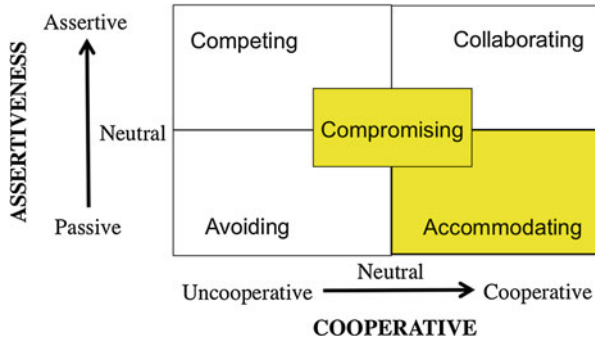 Assertive
Competing
Collaborating
ASSERTIVENESS
Neutral
Compromising
Passive
Avoiding
Accommodating
Neutral
Uncooperative
Cooperative
COOPERATIVE